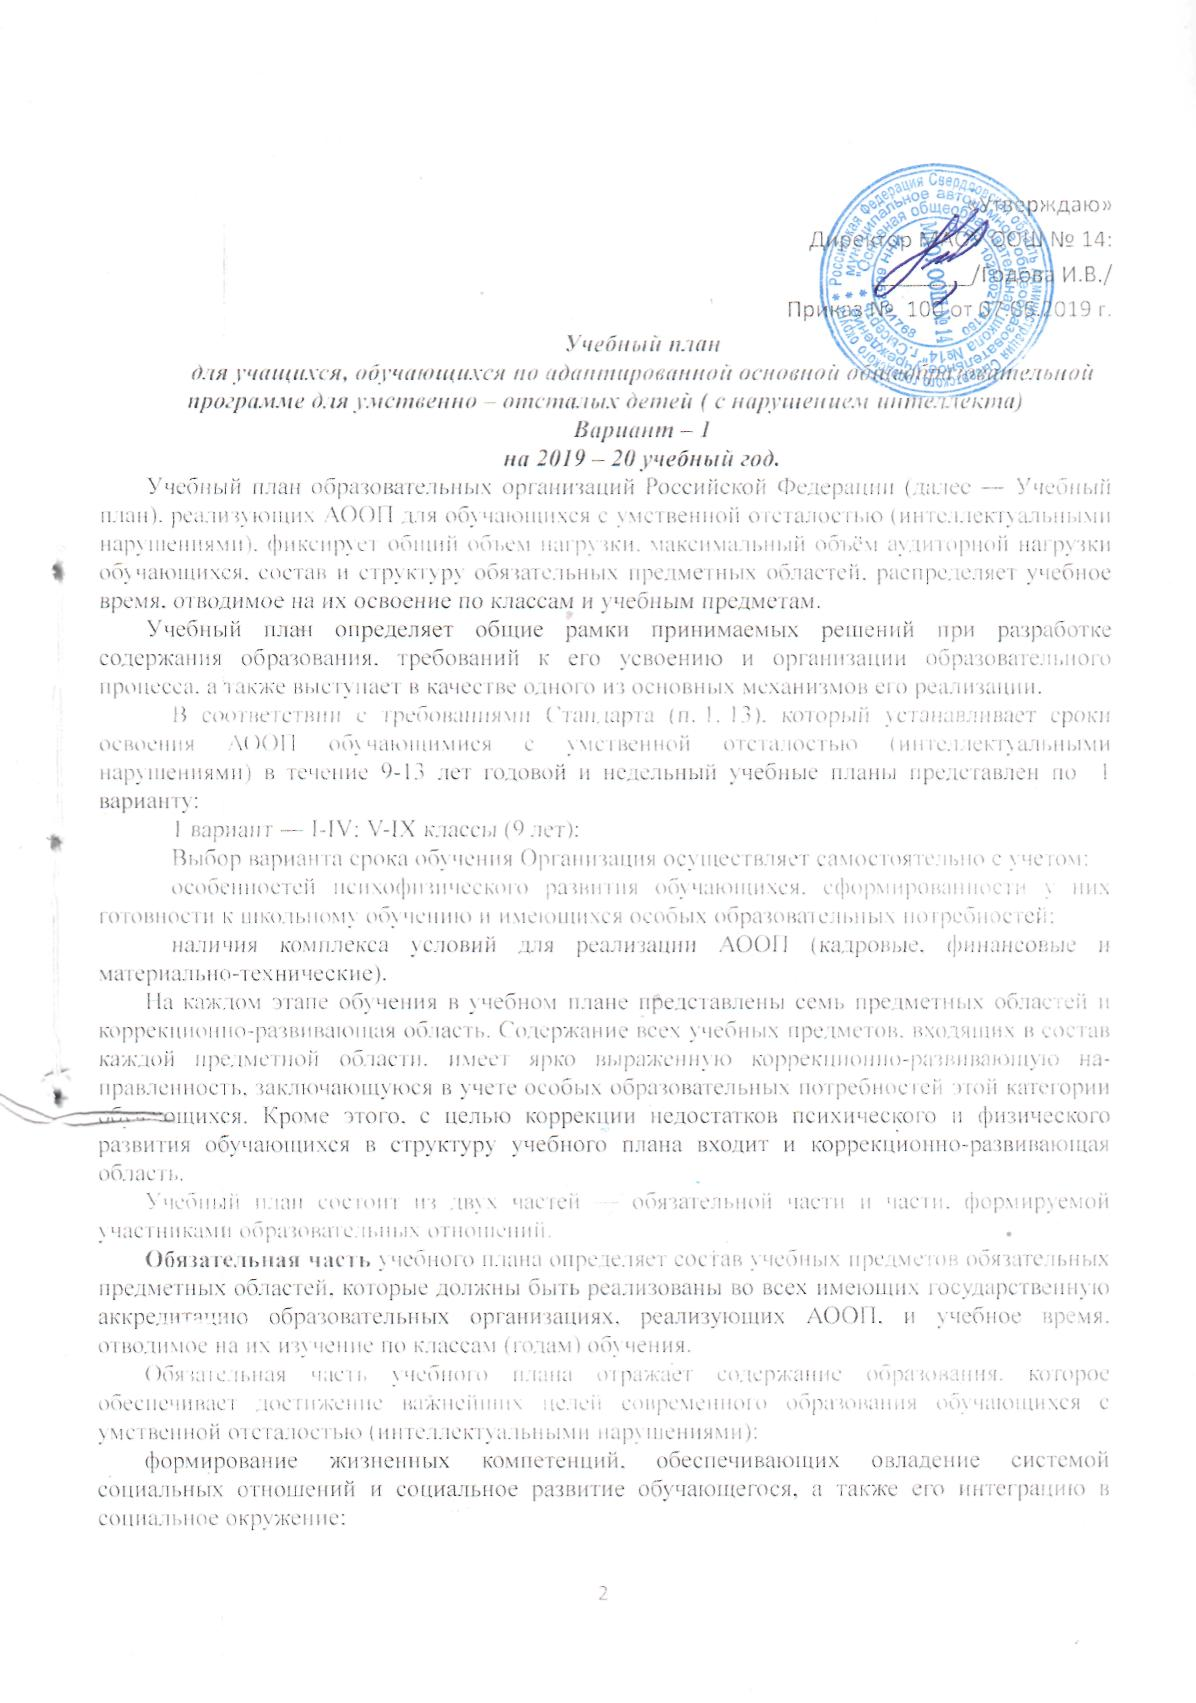 «Утверждаю»
Директор МАОУ ООШ № 14:
/Годова И.В./
Приказ № 100 от 07.06.2019 г.
Учебный план
для учащихся, обучающихся по адаптированной основной общеобразовательной
программе для умственно – отсталых детей ( с нарушением интеллекта)
Вариант – 1
на 2019 – 20 учебный год.
Учебный план образовательных организаций Российской Федерации (далее — Учебный
план), реализующих АООП для обучающихся с умственной отсталостью (интеллектуальными
нарушениями), фиксирует общий объем нагрузки, максимальный объём аудиторной нагрузки
обучающихся, состав и структуру обязательных предметных областей, распределяет учебное
время, отводимое на их освоение по классам и учебным предметам.
Учебный план определяет общие рамки принимаемых решений при разработке
содержания образования, требований к его усвоению и организации образовательного
процесса, а также выступает в качестве одного из основных механизмов его реализации.
В соответствии с требованиями Стандарта (п. 1. 13), который устанавливает сроки
освоения АООП обучающимися с умственной отсталостью (интеллектуальными
нарушениями) в течение 9-13 лет годовой и недельный учебные планы представлен по 1
варианту:
1 вариант — I-IV; V-IX классы (9 лет);
Выбор варианта срока обучения Организация осуществляет самостоятельно с учетом:
особенностей психофизического развития обучающихся, сформированности у них
готовности к школьному обучению и имеющихся особых образовательных потребностей;
наличия комплекса условий для реализации АООП (кадровые, финансовые и
материально-технические).
На каждом этапе обучения в учебном плане представлены семь предметных областей и
коррекционно-развивающая область. Содержание всех учебных предметов, входящих в состав
каждой предметной области, имеет ярко выраженную коррекционно-развивающую на-
правленность, заключающуюся в учете особых образовательных потребностей этой категории
обучающихся. Кроме этого, с целью коррекции недостатков психического и физического
развития обучающихся в структуру учебного плана входит и коррекционно-развивающая
область.
Учебный план состоит из двух частей — обязательной части и части, формируемой
участниками образовательных отношений.
Обязательная часть учебного плана определяет состав учебных предметов обязательных
предметных областей, которые должны быть реализованы во всех имеющих государственную
аккредитацию образовательных организациях, реализующих АООП, и учебное время,
отводимое на их изучение по классам (годам) обучения.
Обязательная часть учебного плана отражает содержание образования, которое
обеспечивает достижение важнейших целей современного образования обучающихся с
умственной отсталостью (интеллектуальными нарушениями):
формирование жизненных компетенций, обеспечивающих овладение системой
социальных отношений и социальное развитие обучающегося, а также его интеграцию в
социальное окружение;
2